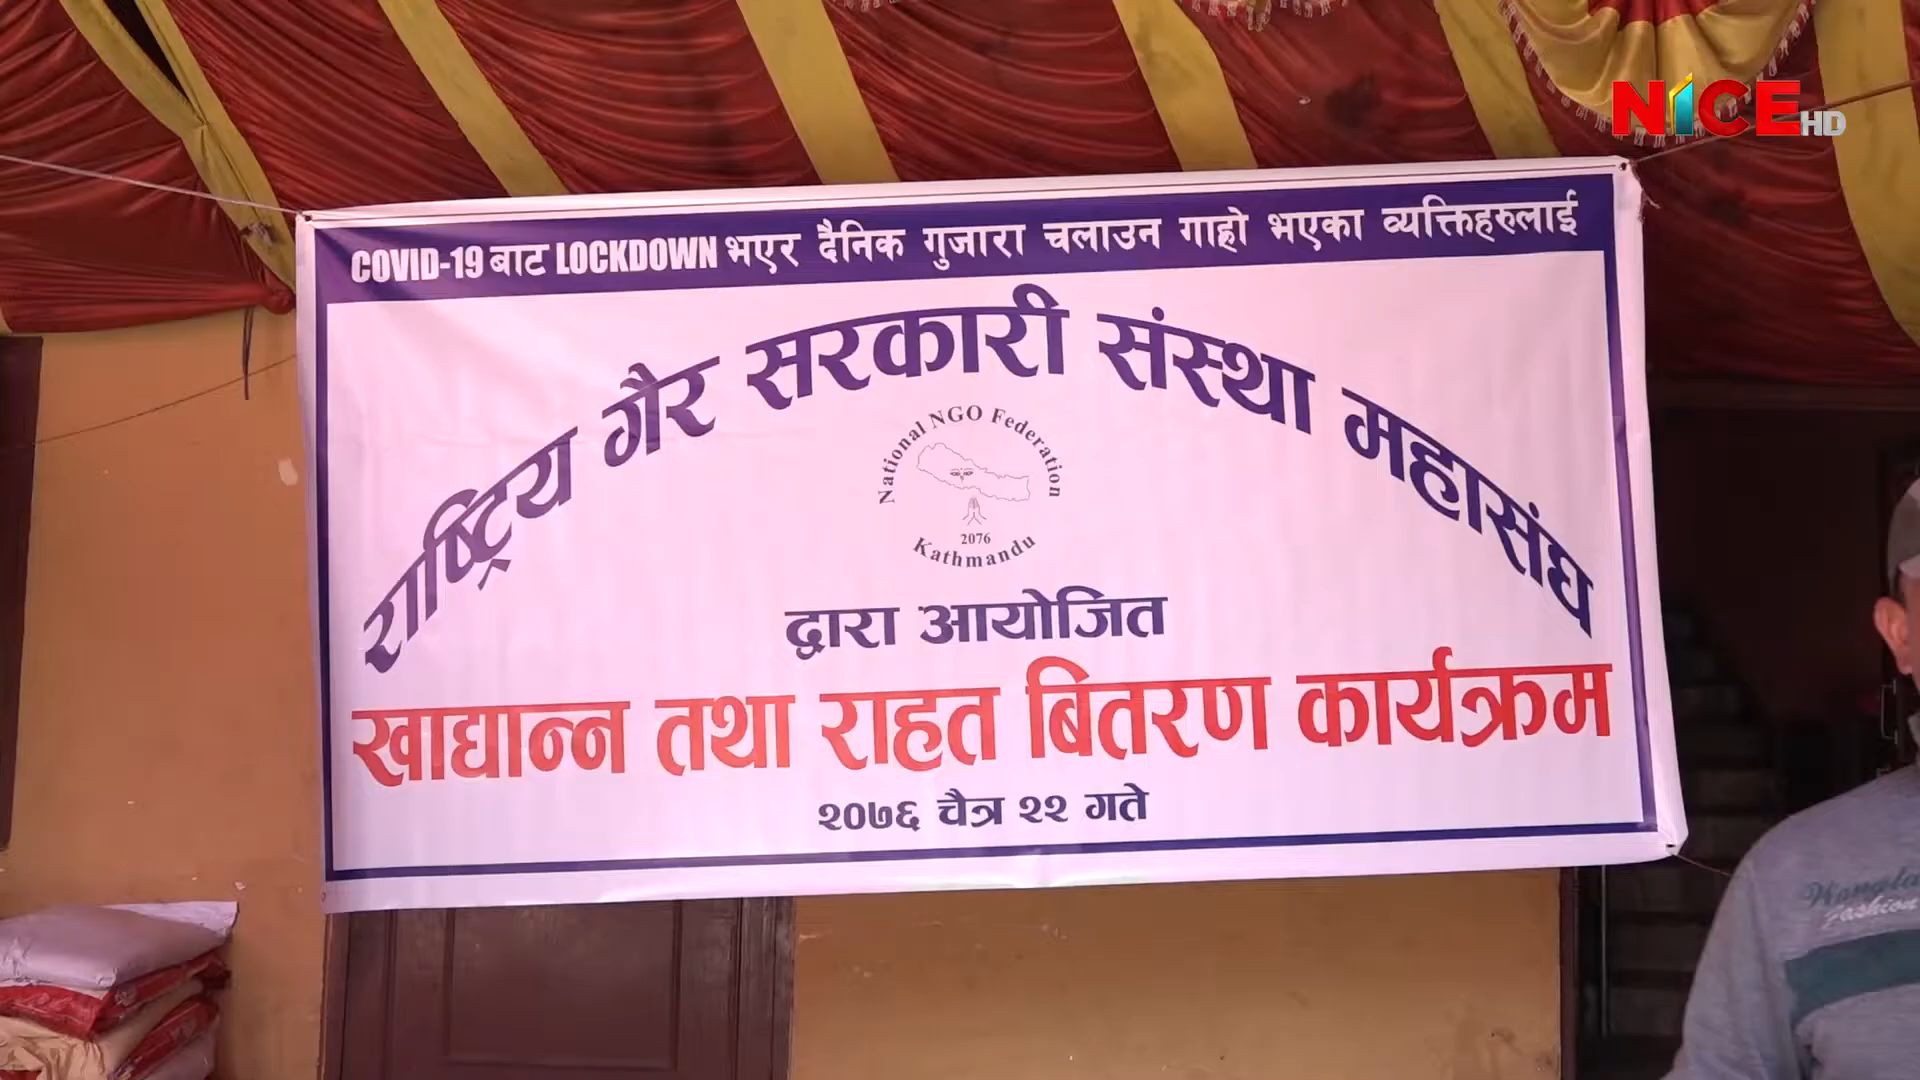 NICE HD
COVID-19 बाट LOCKDOWN भएर दैनिक गुजारा चलाउन गाह्रो भएका व्यक्तिहरुलाई
राष्ट्रिय गैर सरकारी संस्था महासंघ
National NGO Federation
2076
Kathmandu
द्वारा आयोजित
खाद्यान्न तथा राहत बितरण कार्यक्रम
२०७६ चैत्र २२ गते
Fashion